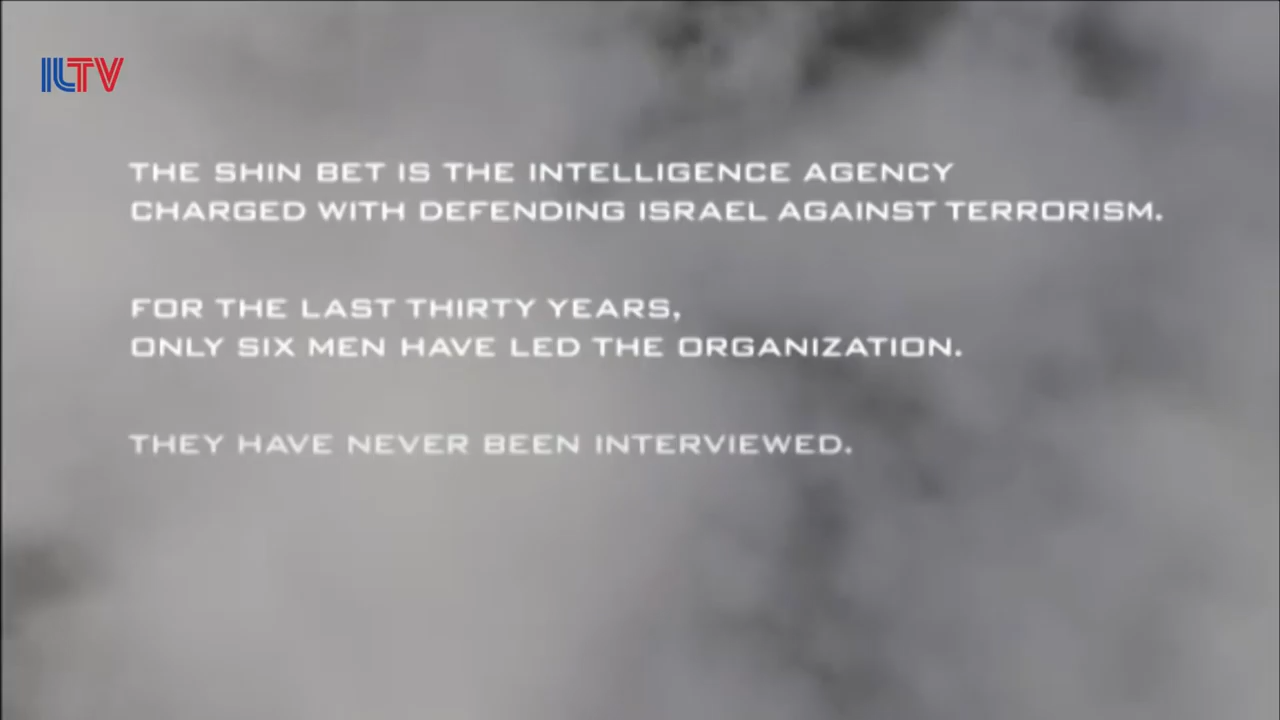 ILTV
THE SHIN BET IS THE INTELLIGENCE AGENCY
CHARGED WITH DEFENDING ISRAEL AGAINST TERRORISM.
FOR THE LAST THIRTY YEARS,
ONLY SIX MEN HAVE LED THE ORGANIZATION.
THEY HAVE NEVER BEEN INTERVIEWED.